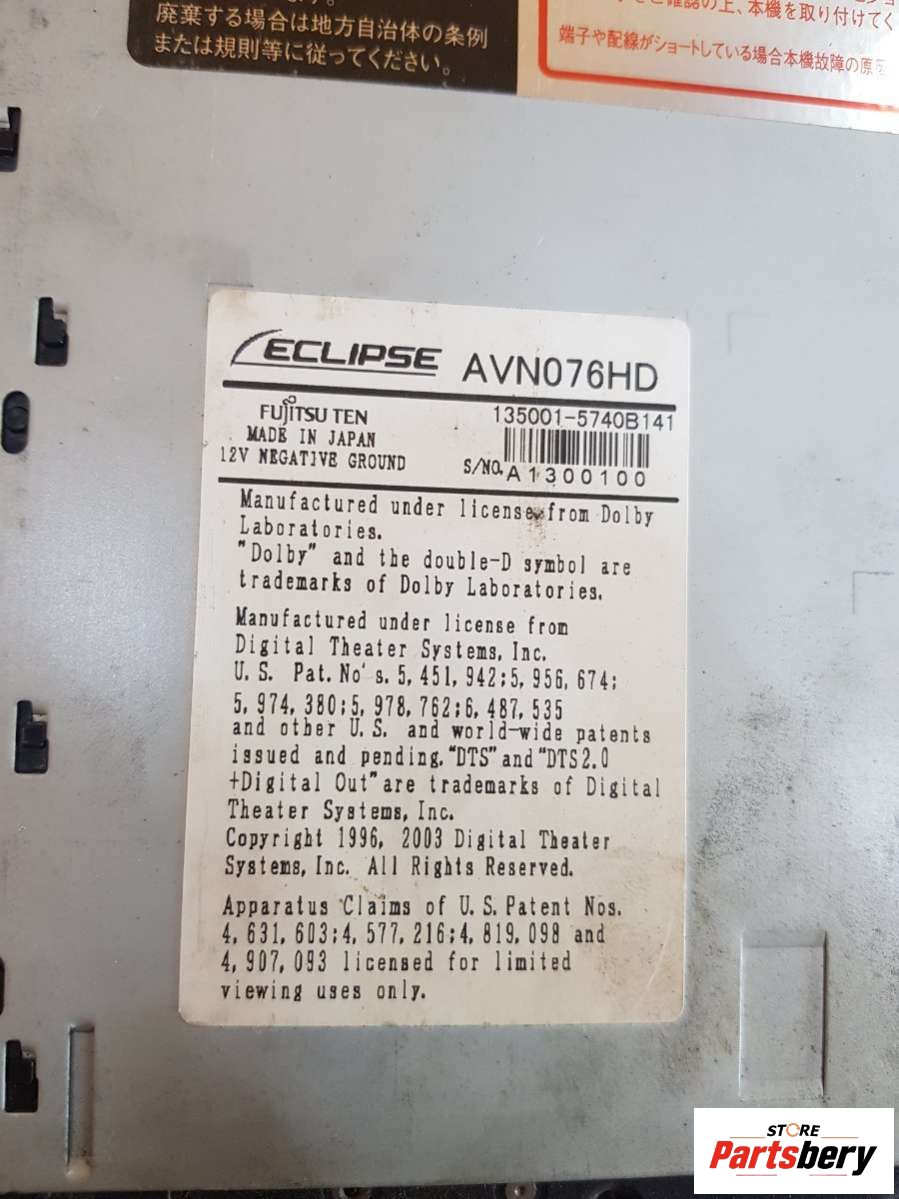 廃棄する場合は地方自治体の条例
または規則等に従ってください。
の上、本機を取り付けてく
端子や配線がショートしている場合本機故障の原因
ECLIPSE AVN076HD
FUJITSU TEN
MADE IN JAPAN
12V NEGATIVE GROUND
135001-5740B141
S/NO. A1300100
Manufactured under license from Dolby
Laboratories.
"Dolby" and the double-D symbol are
trademarks of Dolby Laboratories.
Manufactured under license from
Digital Theater Systems, Inc.
U.S. Pat. No's. 5,451,942;5,956,674;
5,974,380;5,978,762;6,487,535
and other U.S. and world-wide patents
issued and pending. "DTS" and "DTS 2.0
+Digital Out" are trademarks of Digital
Theater Systems, Inc.
Copyright 1996, 2003 Digital Theater
Systems, Inc. All Rights Reserved.
Apparatus Claims of U.S. Patent Nos.
4,631,603;4,577,216;4,819,098 and
4,907,093 licensed for limited
viewing uses only.
STORE
Partsbery